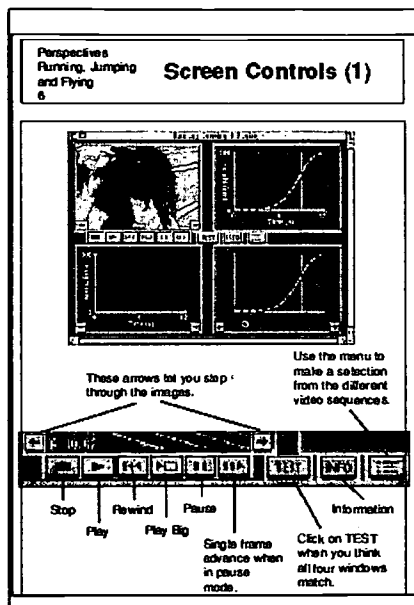 Perspectives
Running, Jumping
and Flying
6
Screen Controls (1)
Use the menu to
make a selection
from the different
video sequences.
These arrows let you step
through the images.
TEST
INFO
Stop
Play
Rewind
Play Big
Pause
Single frame
advance when
in pause
mode.
Information
Click on TEST
when you think
all four windows
match.